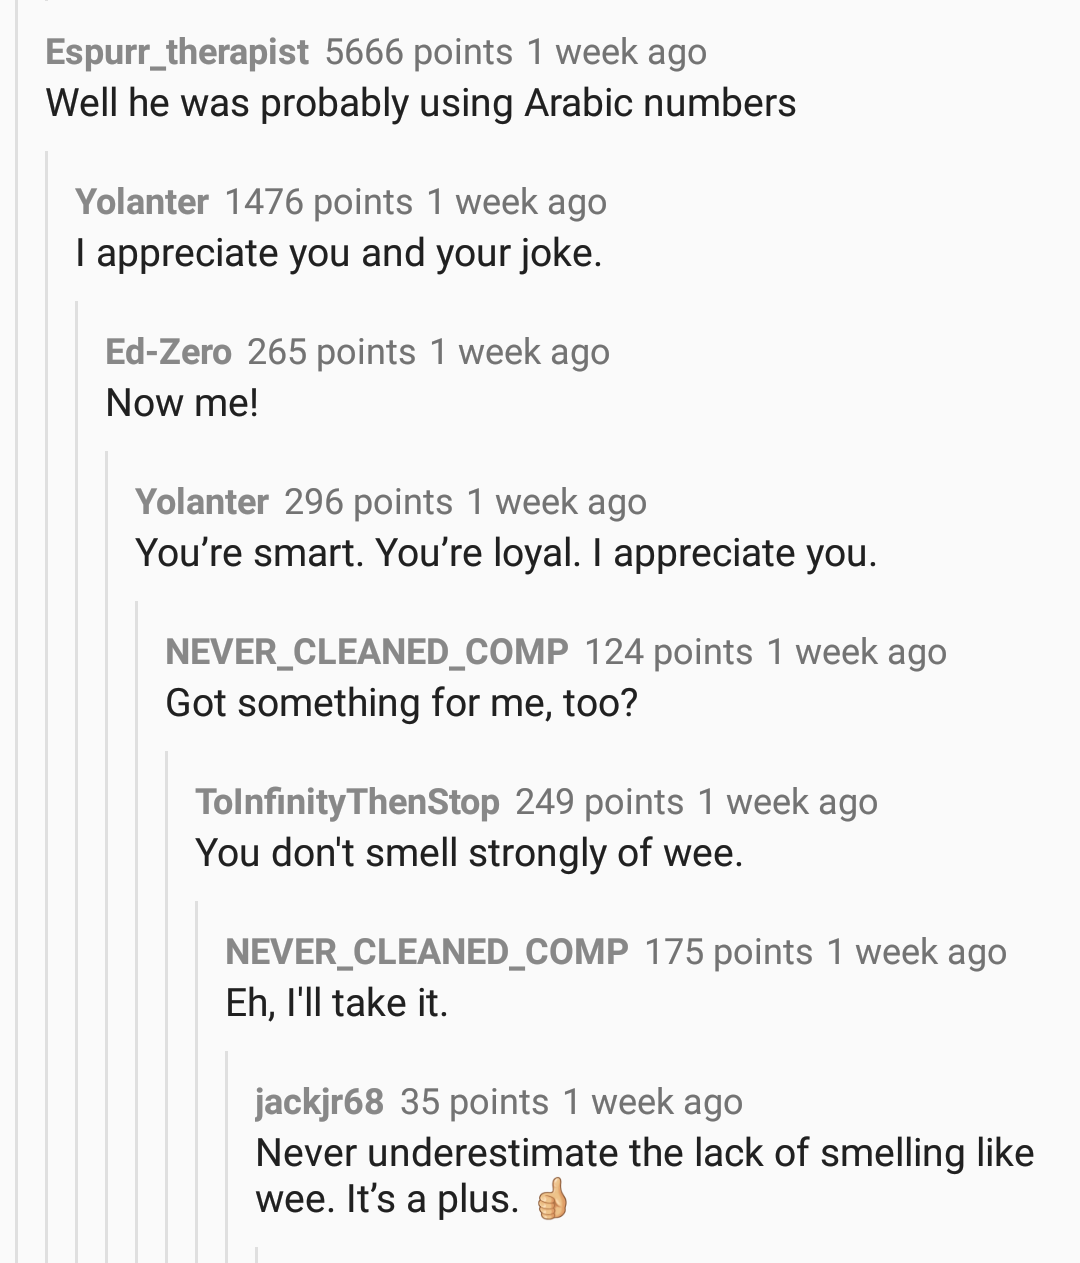 Espurr_therapist 5666 points 1 week ago
Well he was probably using Arabic numbers
Yolanter 1476 points 1 week ago
I appreciate you and your joke.
Ed-Zero 265 points 1 week ago
Now me!
Yolanter 296 points 1 week ago
You’re smart. You’re loyal. I appreciate you.
NEVER_CLEANED_COMP 124 points 1 week ago
Got something for me, too?
ToInfinityThenStop 249 points 1 week ago
You don't smell strongly of wee.
NEVER_CLEANED_COMP 175 points 1 week ago
Eh, I'll take it.
jackjr68 35 points 1 week ago
Never underestimate the lack of smelling like
wee. It’s a plus. 👍🏼